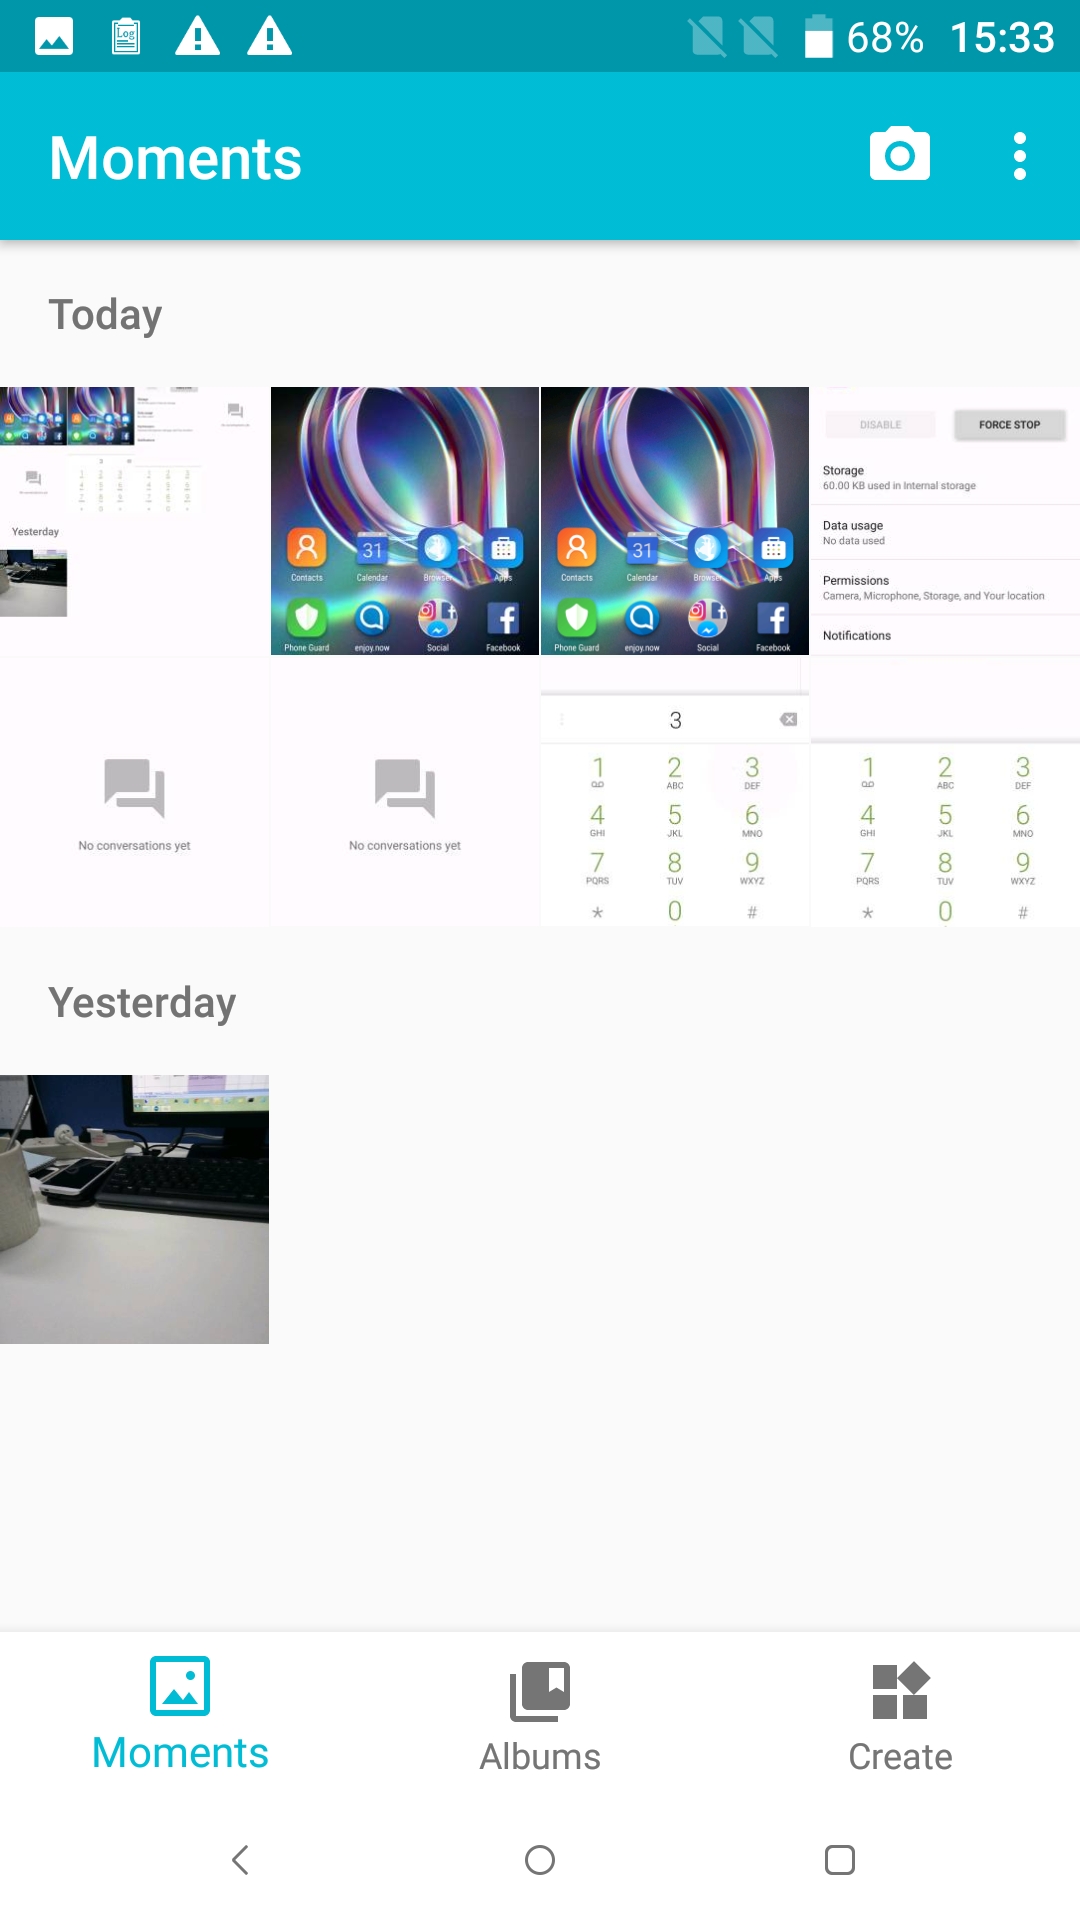 Log
68%
15:33
Moments
Today
Yesterday
31
Contacts
Calendar
Browser
Apps
Phone Guard
enjoy.now
Social
Facebook
31
Contacts
Calendar
Browser
Apps
Phone Guard
enjoy.now
Social
Facebook
DISABLE
FORCE STOP
Storage
60.00 KB used in Internal storage
Data usage
No data used
Permissions
Camera, Microphone, Storage, and Your location
Notifications
No conversations yet
No conversations yet
3
1 2 3
ABC DEF
4 5 6
GHI JKL MNO
7 8 9
PQRS TUV WXYZ
* 0 #
1 2 3
ABC DEF
4 5 6
GHI JKL MNO
7 8 9
PQRS TUV WXYZ
* 0 #
Yesterday
Moments
Albums
Create